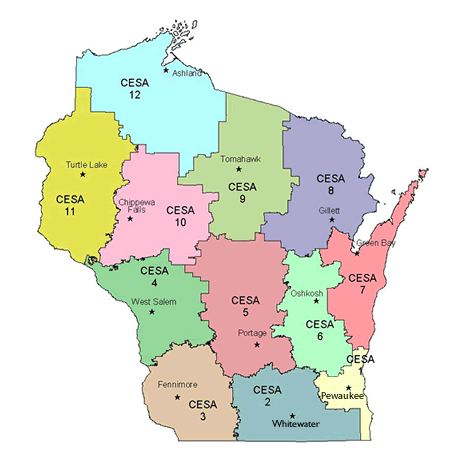 Ashland
CESA
12
Turtle Lake
CESA
11
Tomahawk
CESA
9
CESA
8
Gillett
Chippewa
Falls
CESA
10
Green Bay
CESA
7
CESA
4
West Salem
CESA
5
Portage
Oshkosh
CESA
6
CESA
Pewaukee
Fennimore
CESA
3
CESA
2
Whitewater